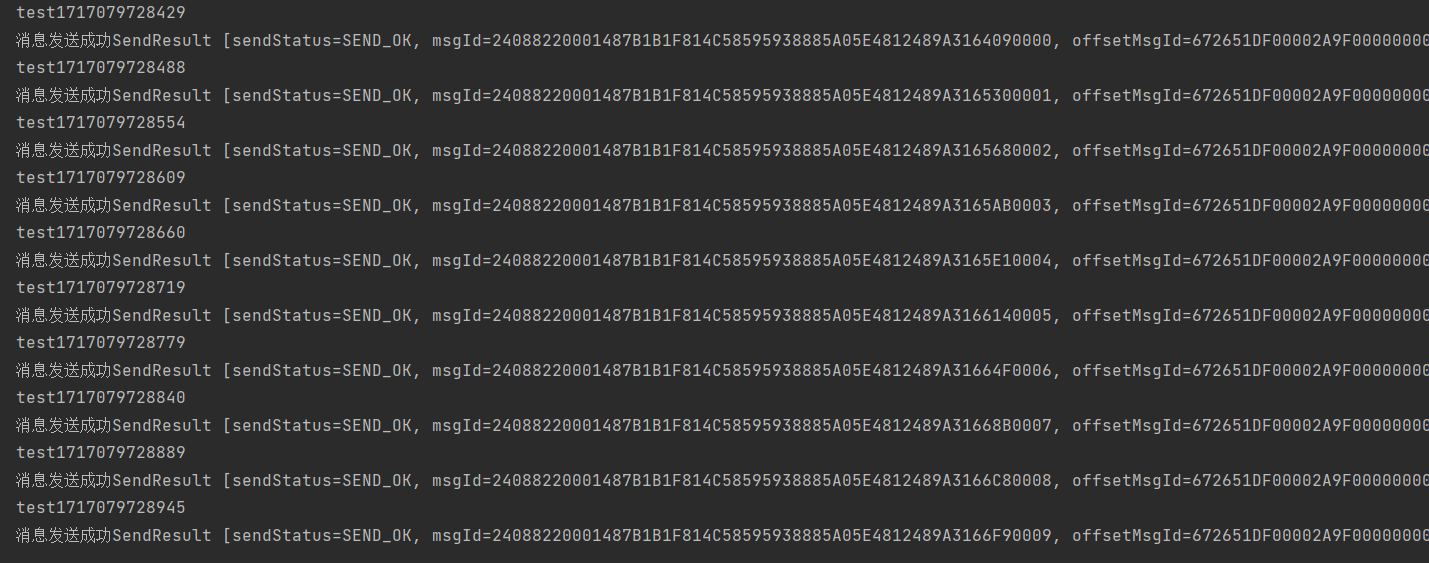 test1717079728429
消息发送成功SendResult [sendStatus=SEND_OK, msgId=24088220001487B1B1F814C58595938885A05E4812489A3164090000, offsetMsgId=672651DF00002A9F00000000
test1717079728488
消息发送成功SendResult [sendStatus=SEND_OK, msgId=24088220001487B1B1F814C58595938885A05E4812489A3165300001, offsetMsgId=672651DF00002A9F00000000
test1717079728554
消息发送成功SendResult [sendStatus=SEND_OK, msgId=24088220001487B1B1F814C58595938885A05E4812489A3165680002, offsetMsgId=672651DF00002A9F00000000
test1717079728609
消息发送成功SendResult [sendStatus=SEND_OK, msgId=24088220001487B1B1F814C58595938885A05E4812489A3165AB0003, offsetMsgId=672651DF00002A9F00000000
test1717079728660
消息发送成功SendResult [sendStatus=SEND_OK, msgId=24088220001487B1B1F814C58595938885A05E4812489A3165E10004, offsetMsgId=672651DF00002A9F00000000
test1717079728719
消息发送成功SendResult [sendStatus=SEND_OK, msgId=24088220001487B1B1F814C58595938885A05E4812489A3166140005, offsetMsgId=672651DF00002A9F00000000
test1717079728779
消息发送成功SendResult [sendStatus=SEND_OK, msgId=24088220001487B1B1F814C58595938885A05E4812489A31664F0006, offsetMsgId=672651DF00002A9F00000000
test1717079728840
消息发送成功SendResult [sendStatus=SEND_OK, msgId=24088220001487B1B1F814C58595938885A05E4812489A31668B0007, offsetMsgId=672651DF00002A9F00000000
test1717079728889
消息发送成功SendResult [sendStatus=SEND_OK, msgId=24088220001487B1B1F814C58595938885A05E4812489A3166C80008, offsetMsgId=672651DF00002A9F00000000
test1717079728945
消息发送成功SendResult [sendStatus=SEND_OK, msgId=24088220001487B1B1F814C58595938885A05E4812489A3166F90009, offsetMsgId=672651DF00002A9F00000000